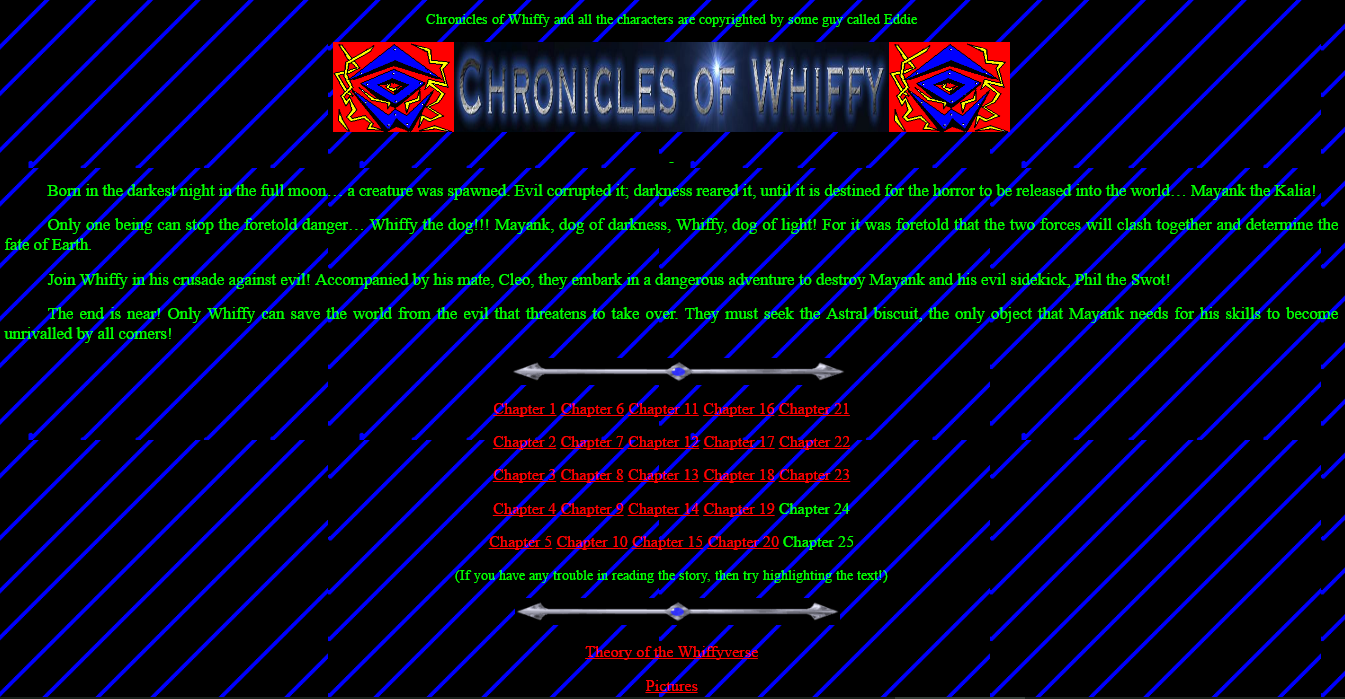 Chronicles of Whiffy and all the characters are copyrighted by some guy called Eddie
CHRONICLES OF WHIFFY
-
Born in the darkest night in the full moon… a creature was spawned. Evil corrupted it; darkness reared it, until it is destined for the horror to be released into the world… Mayank the Kalia!
Only one being can stop the foretold danger… Whiffy the dog!!! Mayank, dog of darkness, Whiffy, dog of light! For it was foretold that the two forces will clash together and determine the
fate of Earth.
Join Whiffy in his crusade against evil! Accompanied by his mate, Cleo, they embark in a dangerous adventure to destroy Mayank and his evil sidekick, Phil the Swot!
The end is near! Only Whiffy can save the world from the evil that threatens to take over. They must seek the Astral biscuit, the only object that Mayank needs for his skills to become
unrivalled by all comers!
Chapter 1 Chapter 6 Chapter 11 Chapter 16 Chapter 21
Chapter 2 Chapter 7 Chapter 12 Chapter 17 Chapter 22
Chapter 3 Chapter 8 Chapter 13 Chapter 18 Chapter 23
Chapter 4 Chapter 9 Chapter 14 Chapter 19 Chapter 24
Chapter 5 Chapter 10 Chapter 15 Chapter 20 Chapter 25
(If you have any trouble in reading the story, then try highlighting the text!)
Theory of the Whiffyverse
Pictures